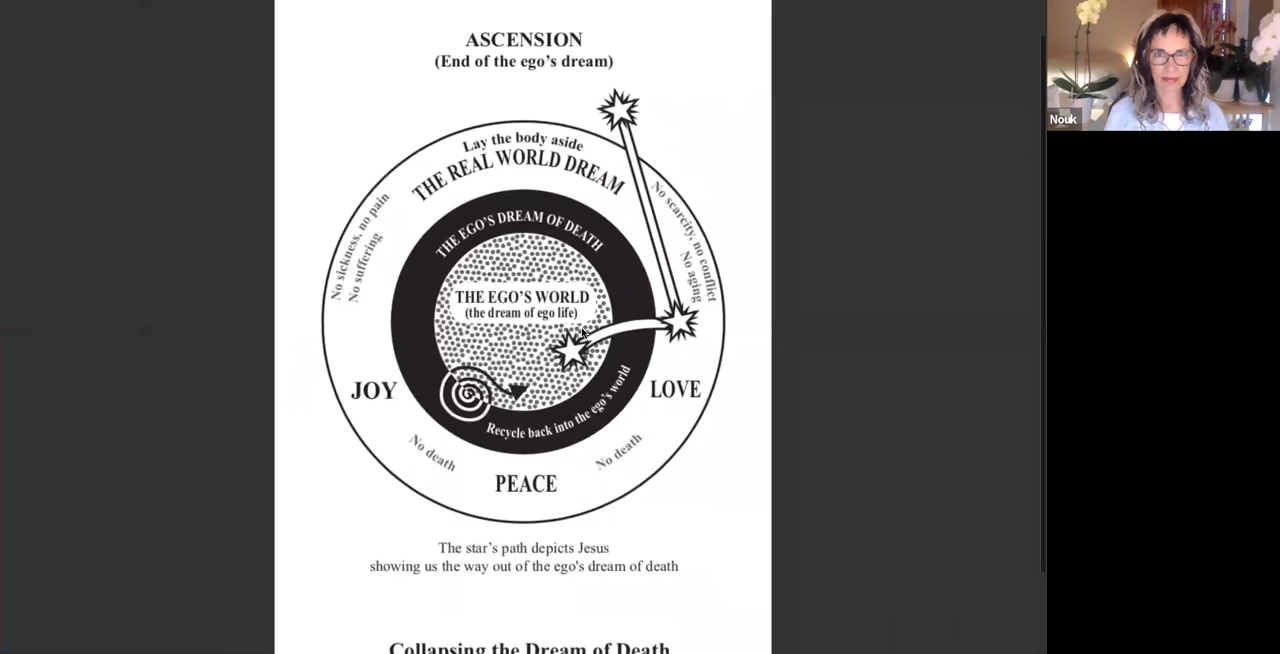 ASCENSION
(End of the ego's dream)
Lay the body aside
THE REAL WORLD DREAM
No sickness, no pain
No suffering
No scarcity, no conflict
No aging
THE EGO'S DREAM OF DEATH
THE EGO'S WORLD
(the dream of ego life)
JOY
LOVE
Recycle back into the ego's world
No death
No death
PEACE
The star's path depicts Jesus
showing us the way out of the ego's dream of death
Collapsing the Dream of Death
Nouk